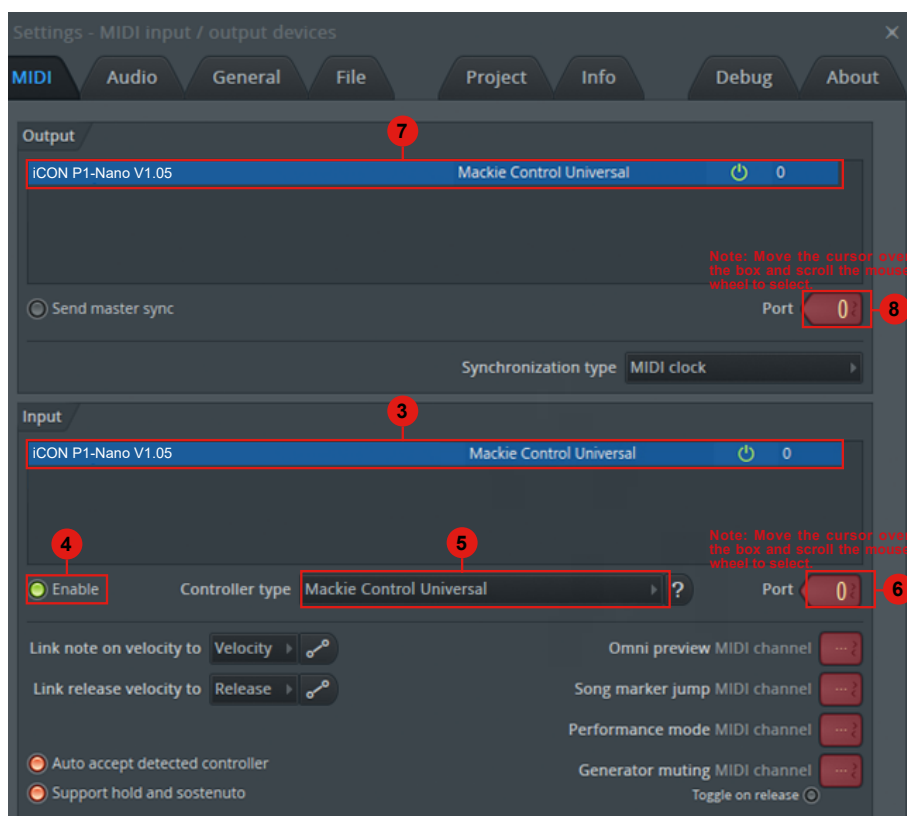 Settings - MIDI input / output devices
MIDI Audio General File Project Info Debug About
Output
7
iCON P1-Nano V1.05 Mackie Control Universal 0
Note: Move the cursor over
the box and scroll the mouse
wheel to select
Send master sync Port 0 8
Synchronization type MIDI clock
Input
3
iCON P1-Nano V1.05 Mackie Control Universal 0
Note: Move the cursor over
the box and scroll the mouse
wheel to select
4 5
Enable Controller type Mackie Control Universal ? Port 0 6
Link note on velocity to Velocity Omni preview MIDI channel ---
Link release velocity to Release Song marker jump MIDI channel ---
Performance mode MIDI channel ---
Auto accept detected controller Generator muting MIDI channel ---
Support hold and sostenuto Toggle on release